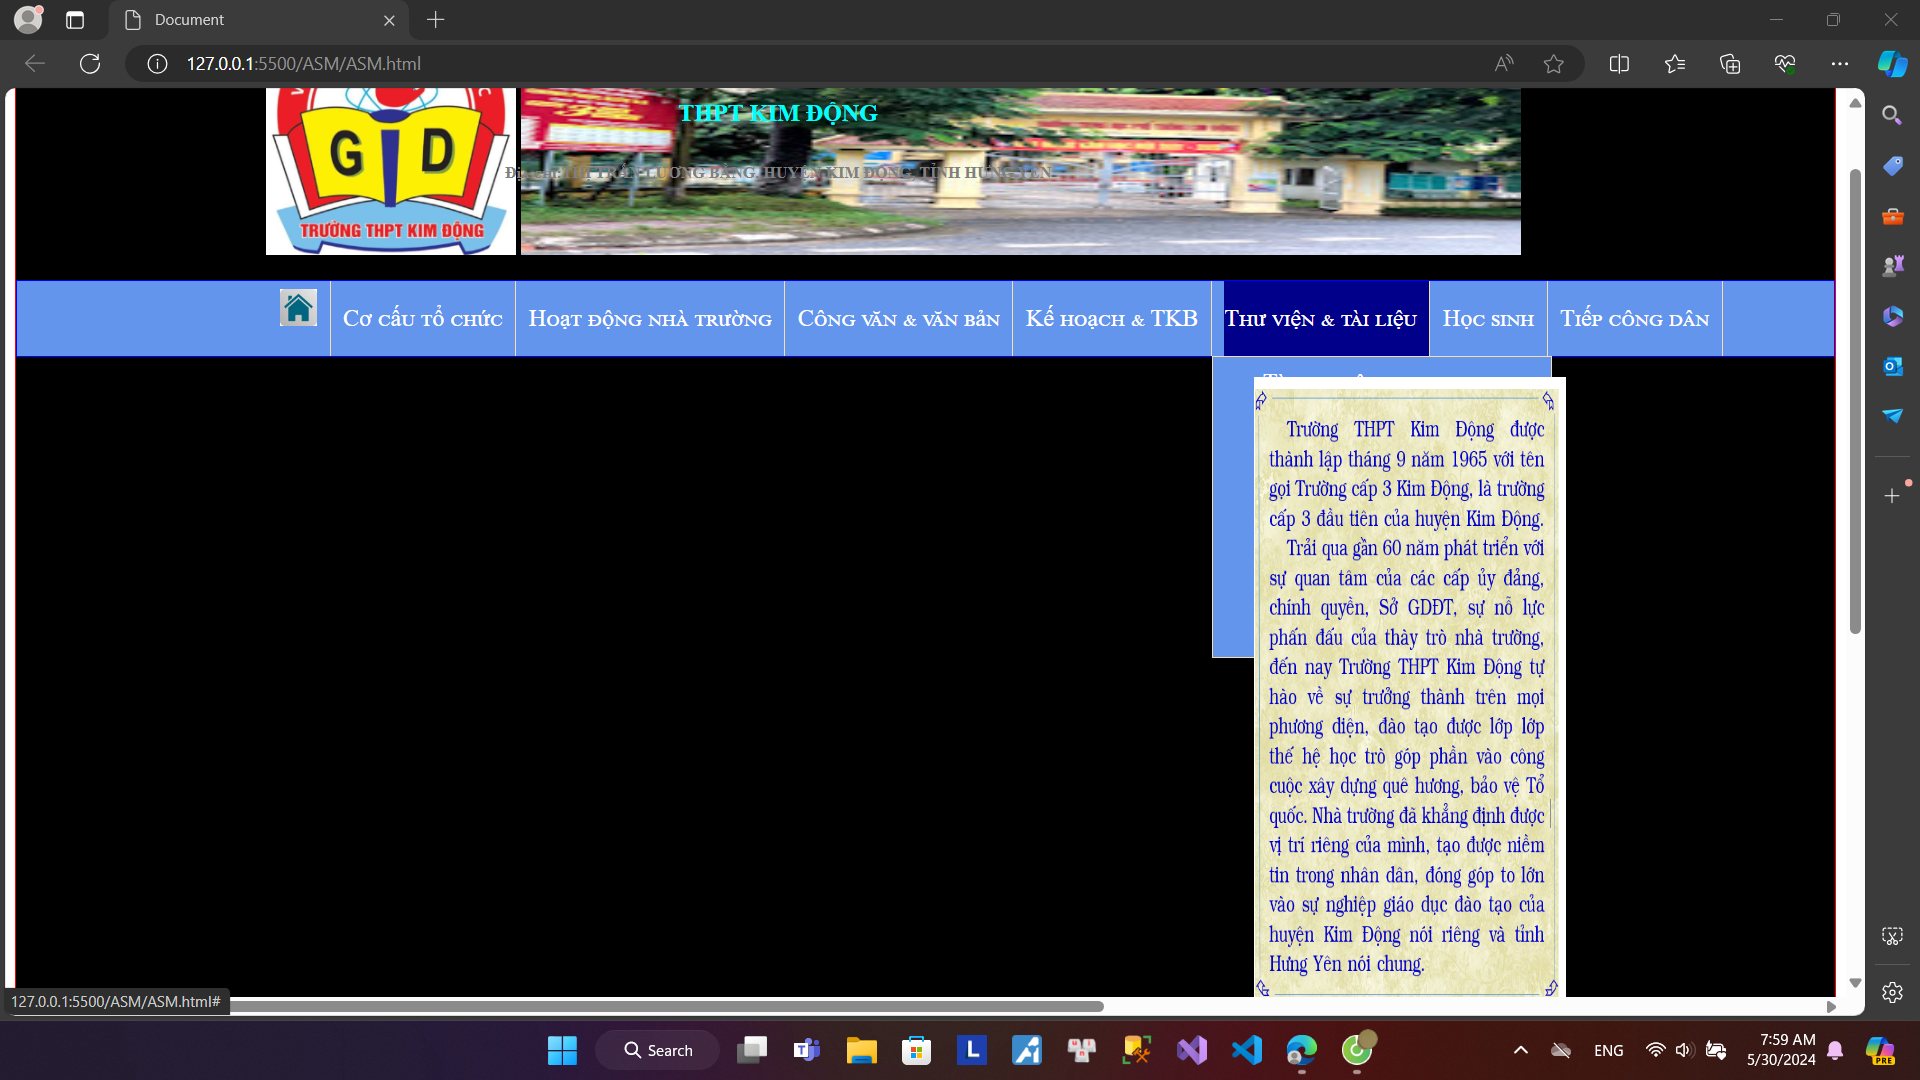 Document
127.0.0.1:5500/ASM/ASM.html
G D
TRƯỜNG THPT KIM ĐỘNG
THPT KIM ĐỘNG
LƯƠNG BẰNG, HUYỆN KIM ĐỘNG, TỈNH HƯNG YÊN
Cơ cấu tổ chức
Hoạt động nhà trường
Công văn & văn bản
Kế hoạch & TKB
Thư viện & tài liệu
Học sinh
Tiếp công dân
Trường THPT Kim Động được
thành lập tháng 9 năm 1965 với tên
gọi Trường cấp 3 Kim Động, là trường
cấp 3 đầu tiên của huyện Kim Động.
Trải qua gần 60 năm phát triển với
sự quan tâm của các cấp ủy đảng,
chính quyền, Sở GDĐT, sự nỗ lực
phấn đấu của thày trò nhà trường,
đến nay Trường THPT Kim Động tự
hào về sự trưởng thành trên mọi
phương diện, đào tạo được lớp lớp
thế hệ học trò góp phần vào công
cuộc xây dựng quê hương, bảo vệ Tổ
quốc. Nhà trường đã khẳng định được
vị trí riêng của mình, tạo được niềm
tin trong nhân dân, đóng góp to lớn
vào sự nghiệp giáo dục đào tạo của
huyện Kim Động nói riêng và tỉnh
Hưng Yên nói chung.
127.0.0.1:5500/ASM/ASM.html#
Search
ENG
7:59 AM
5/30/2024
PRE